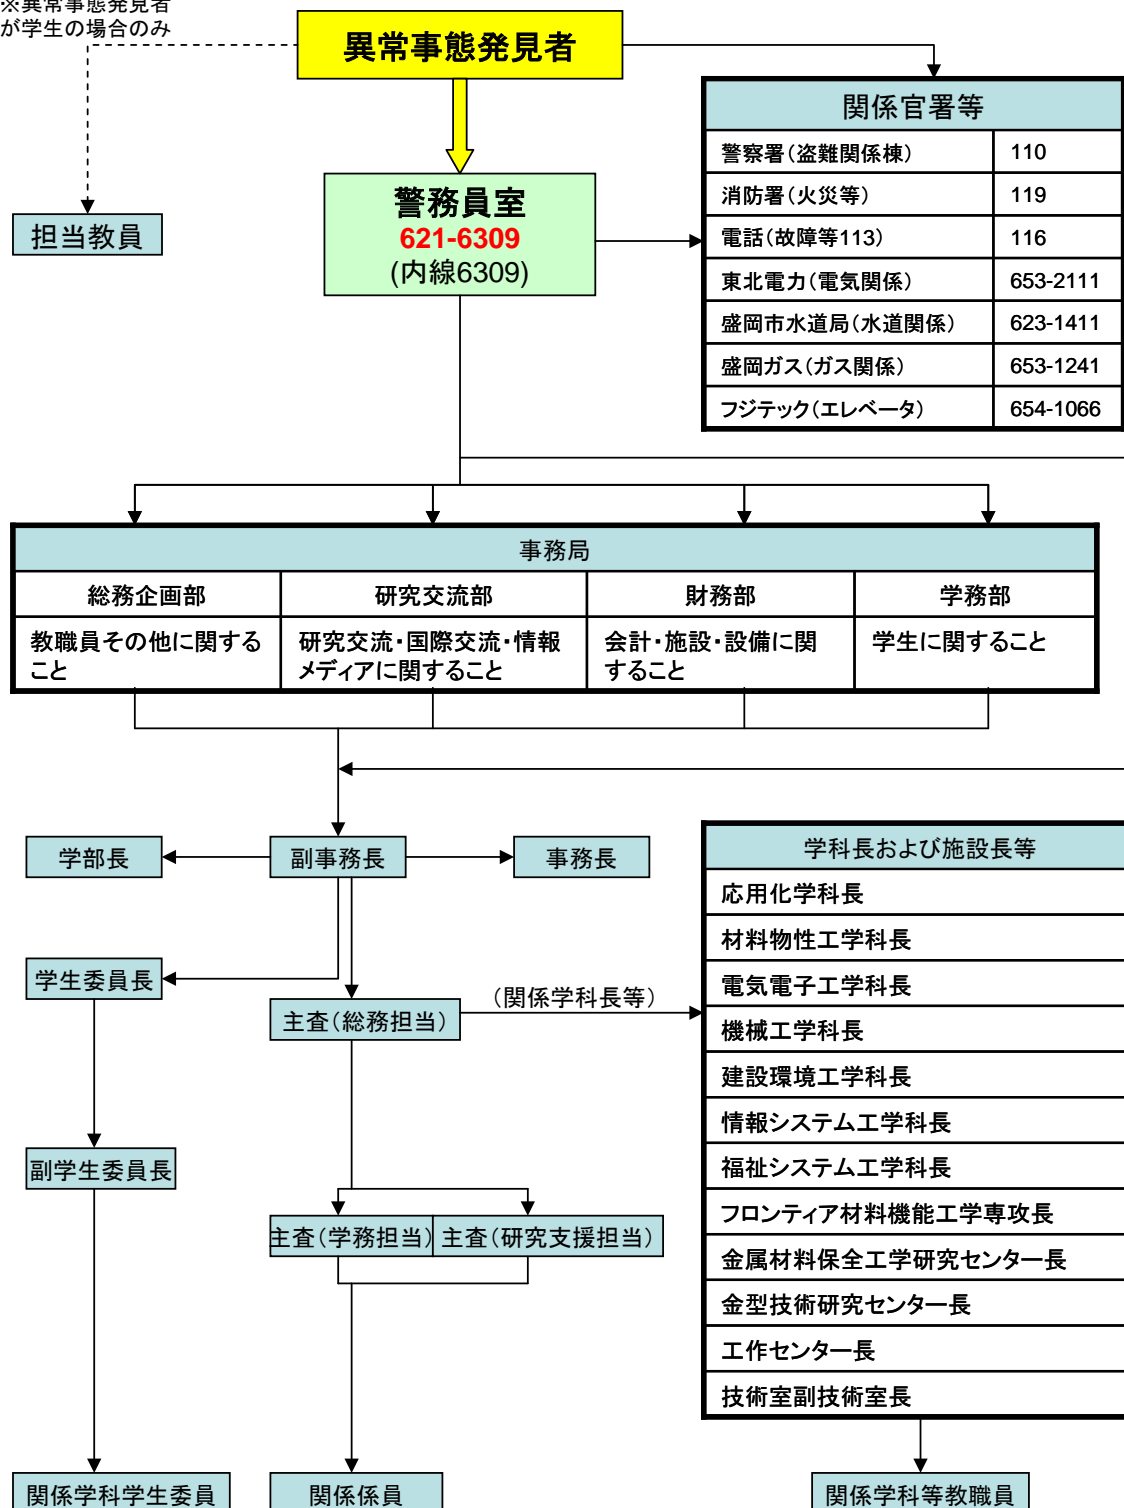 ※異常事態発見者
が学生の場合のみ
異常事態発見者
関係官署等
警察署(盗難関係棟) 110
消防署(火災等) 119
電話(故障等113) 116
東北電力(電気関係) 653-2111
盛岡市水道局(水道関係) 623-1411
盛岡ガス(ガス関係) 653-1241
フジテック(エレベータ) 654-1066
警務員室
621-6309
(内線6309)
担当教員
事務局
総務企画部 研究交流部 財務部 学務部
教職員その他に関する 研究交流・国際交流・情報 会計・施設・設備に関 学生に関すること
こと メディアに関すること すること
学部長 副事務長 事務長
学科長および施設長等
応用化学科長
材料物性工学科長
電気電子工学科長
機械工学科長
建設環境工学科長
情報システム工学科長
福祉システム工学科長
フロンティア材料機能工学専攻長
金属材料保全工学研究センター長
金型技術研究センター長
工作センター長
技術室副技術室長
学生委員長
主査(総務担当) (関係学科長等)
副学生委員長
主査(学務担当) 主査(研究支援担当)
関係学科学生委員 関係係員 関係学科等教職員